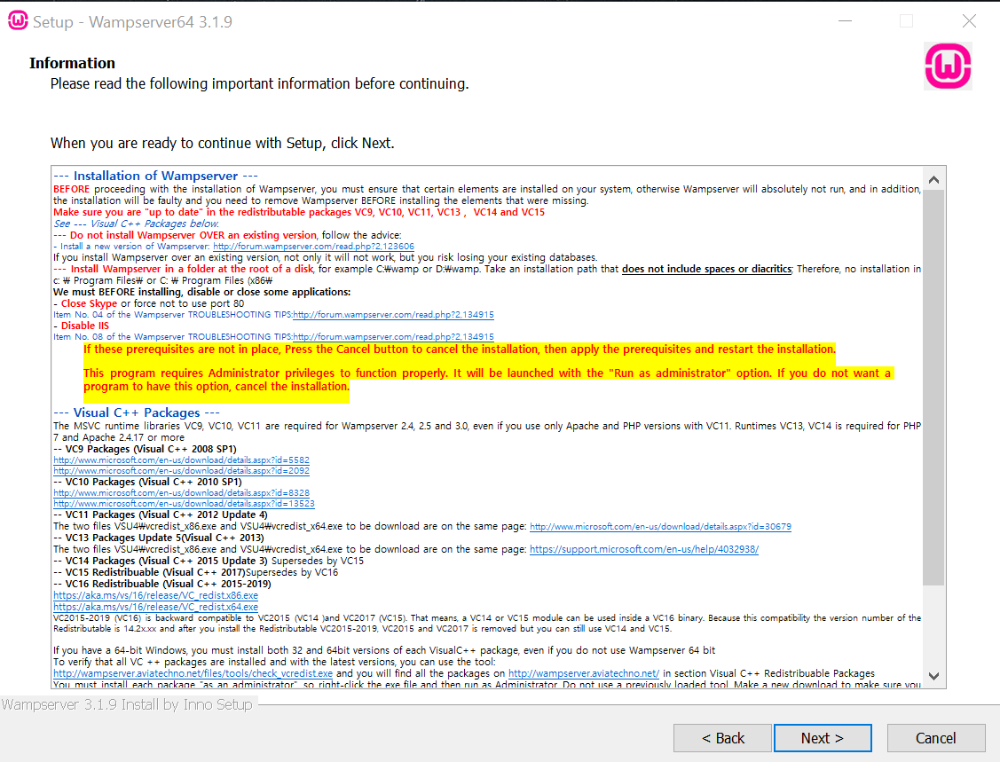 Setup - Wampserver64 3.1.9
Information
Please read the following important information before continuing.
When you are ready to continue with Setup, click Next.
--- Installation of Wampserver ---
BEFORE proceeding with the installation of Wampserver, you must ensure that certain elements are installed on your system, otherwise Wampserver will absolutely not run, and in addition,
the installation will be faulty and you need to remove Wampserver BEFORE installing the elements that were missing.
Make sure you are "up to date" in the redistributable packages VC9, VC10, VC11, VC13 , VC14 and VC15
See --- Visual C++ Packages below.
--- Do not install Wampserver OVER an existing version, follow the advice:
- Install a new version of Wampserver: http://forum.wampserver.com/read.php?2,123606
If you install Wampserver over an existing version, not only it will not work, but you risk losing your existing databases.
--- Install Wampserver in a folder at the root of a disk, for example C:₩wamp or D:₩wamp. Take an installation path that does not include spaces or diacritics; Therefore, no installation in
c: ₩ Program Files₩ or C: ₩ Program Files (x86₩
We must BEFORE installing, disable or close some applications:
- Close Skype or force not to use port 80
Item No. 04 of the Wampserver TROUBLESHOOTING TIPS:http://forum.wampserver.com/read.php?2,134915
- Disable IIS
Item No. 08 of the Wampserver TROUBLESHOOTING TIPS:http://forum.wampserver.com/read.php?2,134915
If these prerequisites are not in place, Press the Cancel button to cancel the installation, then apply the prerequisites and restart the installation.
This program requires Administrator privileges to function properly. It will be launched with the "Run as administrator" option. If you do not want a
program to have this option, cancel the installation.
--- Visual C++ Packages ---
The MSVC runtime libraries VC9, VC10, VC11 are required for Wampserver 2.4, 2.5 and 3.0, even if you use only Apache and PHP versions with VC11. Runtimes VC13, VC14 is required for PHP
7 and Apache 2.4.17 or more
-- VC9 Packages (Visual C++ 2008 SP1)
http://www.microsoft.com/en-us/download/details.aspx?id=5582
http://www.microsoft.com/en-us/download/details.aspx?id=2092
-- VC10 Packages (Visual C++ 2010 SP1)
http://www.microsoft.com/en-us/download/details.aspx?id=8328
http://www.microsoft.com/en-us/download/details.aspx?id=13523
-- VC11 Packages (Visual C++ 2012 Update 4)
The two files VSU4₩vcredist_x86.exe and VSU4₩vcredist_x64.exe to be download are on the same page: http://www.microsoft.com/en-us/download/details.aspx?id=30679
-- VC13 Packages Update 5(Visual C++ 2013)
The two files VSU4₩vcredist_x86.exe and VSU4₩vcredist_x64.exe to be download are on the same page: https://support.microsoft.com/en-us/help/4032938/
-- VC14 Packages (Visual C++ 2015 Update 3) Supersedes by VC15
-- VC15 Redistribuable (Visual C++ 2017)Supersedes by VC16
-- VC16 Redistribuable (Visual C++ 2015-2019)
https://aka.ms/vs/16/release/VC_redist.x86.exe
https://aka.ms/vs/16/release/VC_redist.x64.exe
VC2015-2019 (VC16) is backward compatible to VC2015 (VC14 )and VC2017 (VC15). That means, a VC14 or VC15 module can be used inside a VC16 binary. Because this compatibility the version number of the
Redistributable is 14.2x.xx and after you install the Redistributable VC2015-2019, VC2015 and VC2017 is removed but you can still use VC14 and VC15.
If you have a 64-bit Windows, you must install both 32 and 64bit versions of each VisualC++ package, even if you do not use Wampserver 64 bit
To verify that all VC ++ packages are installed and with the latest versions, you can use the tool:
http://wampserver.aviatechno.net/files/tools/check_vcredist.exe and you will find all the packages on http://wampserver.aviatechno.net/ in section Visual C++ Redistribuable Packages
You must install each package "as an administrator", so right-click the exe file and then run as Administrator. Do not use a previously loaded tool. Make a new download to make sure you
Wampserver 3.1.9 Install by Inno Setup
< Back
Next >
Cancel